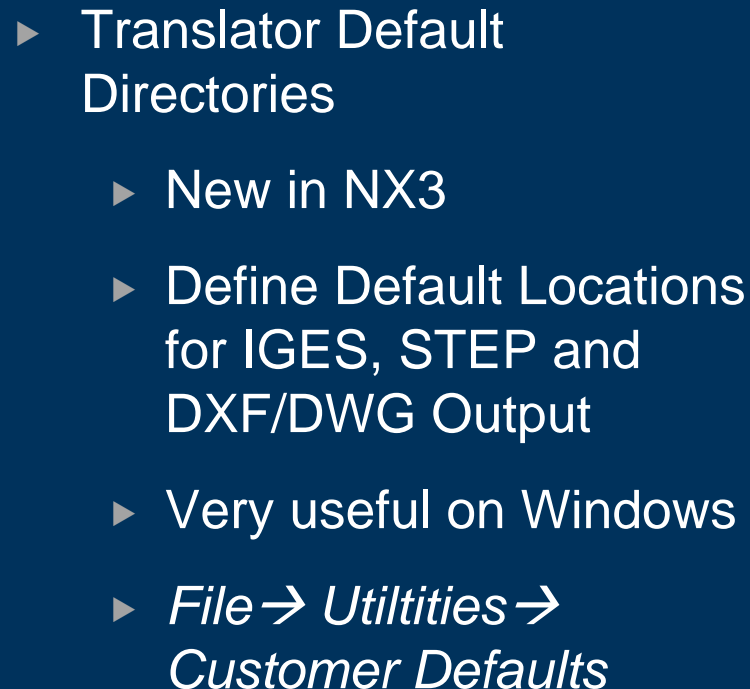 Translator Default
Directories
New in NX3
Define Default Locations
for IGES, STEP and
DXF/DWG Output
Very useful on Windows
File→ Utiltities→
Customer Defaults